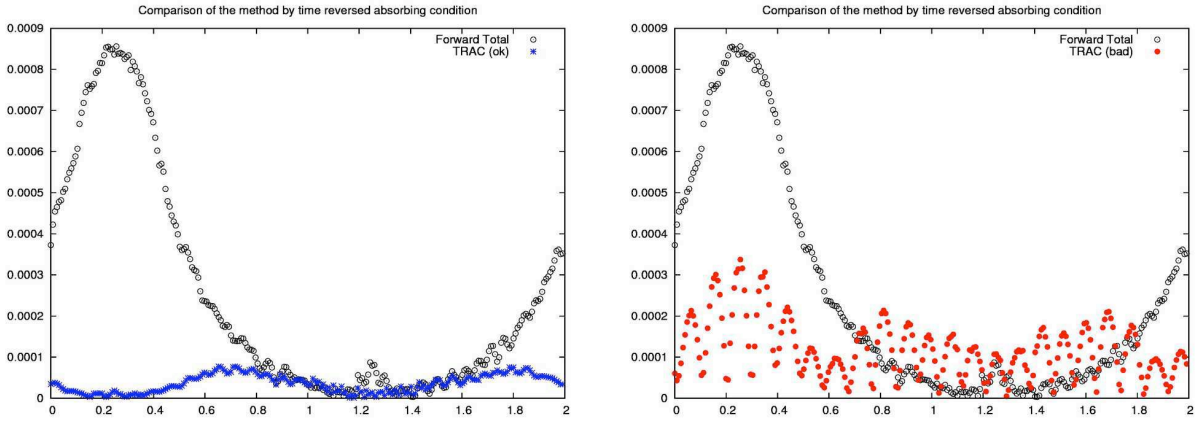 Comparison of the method by time reversed absorbing condition
0.0009
0.0008
0.0007
0.0006
0.0005
0.0004
0.0003
0.0002
0.0001
0
Forward Total
TRAC (ok)
0 0.2 0.4 0.6 0.8 1 1.2 1.4 1.6 1.8 2
Comparison of the method by time reversed absorbing condition
0.0009
0.0008
0.0007
0.0006
0.0005
0.0004
0.0003
0.0002
0.0001
0
Forward Total
TRAC (bad)
0 0.2 0.4 0.6 0.8 1 1.2 1.4 1.6 1.8 2